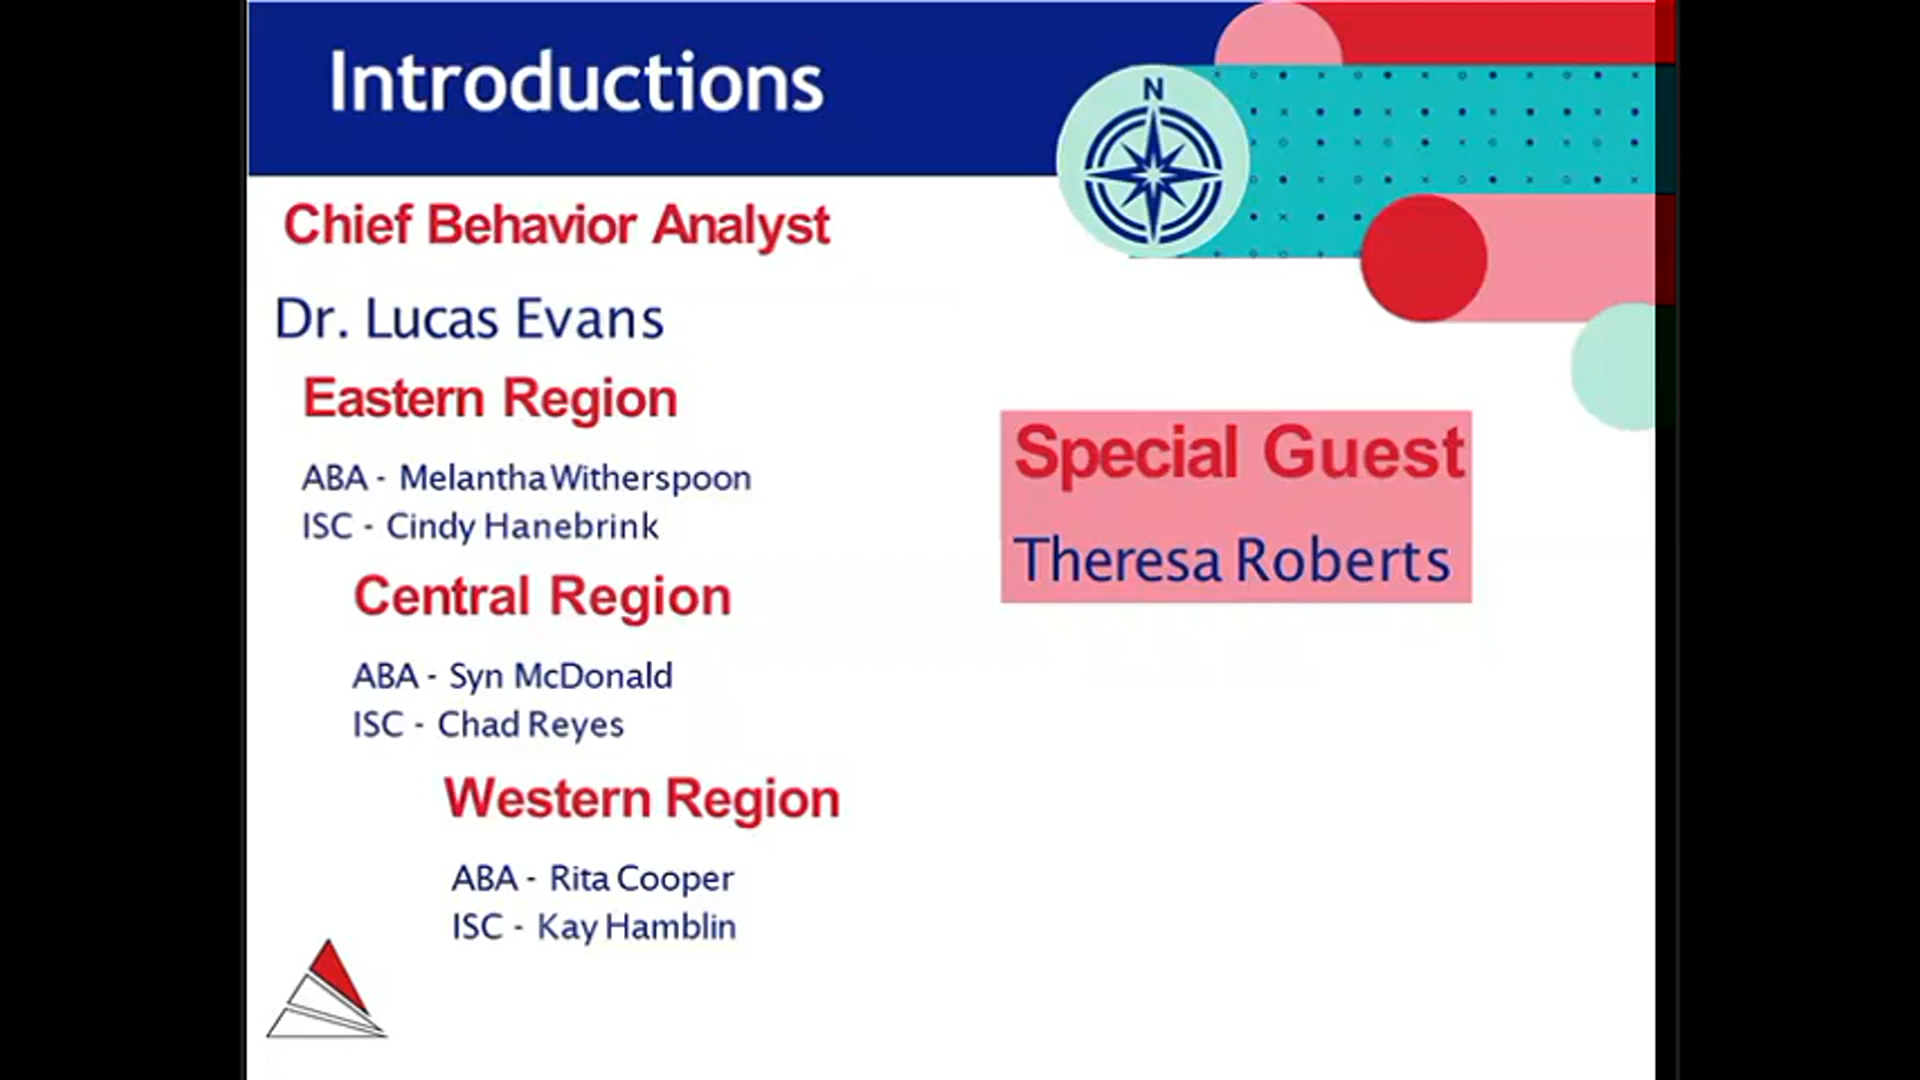 Introductions
N
Chief Behavior Analyst
Dr. Lucas Evans
Eastern Region
ABA - Melantha Witherspoon
ISC - Cindy Hanebrink
Central Region
ABA - Syn McDonald
ISC - Chad Reyes
Western Region
ABA - Rita Cooper
ISC - Kay Hamblin
Special Guest
Theresa Roberts